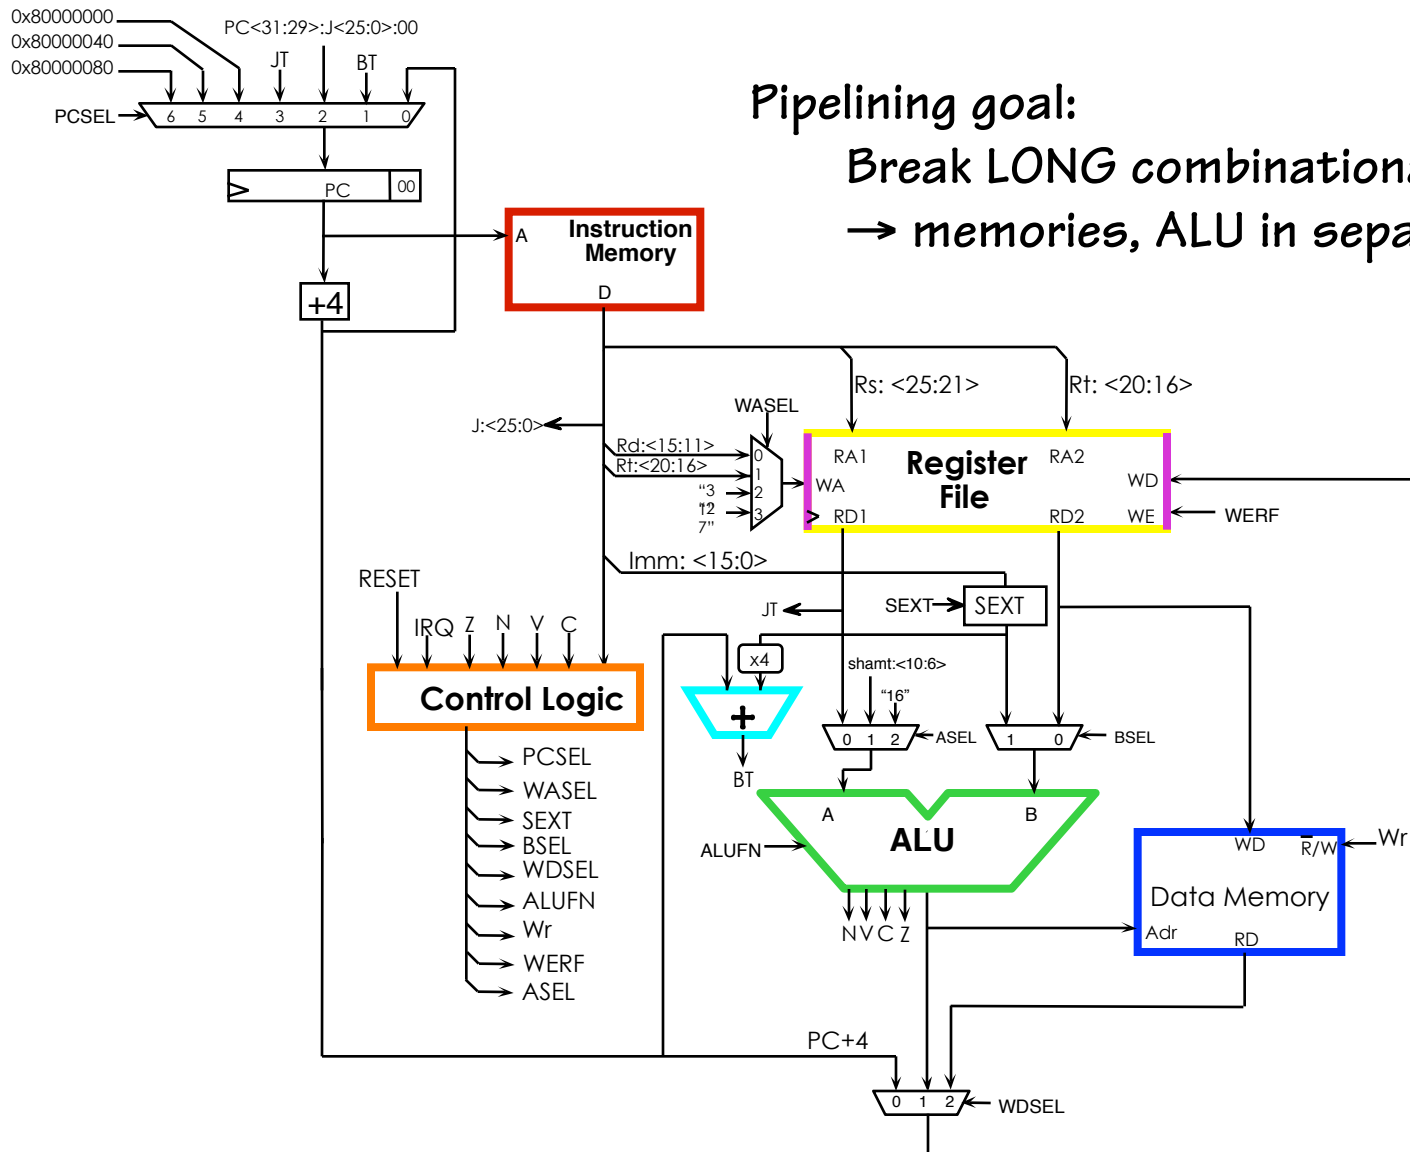 0x80000000
0x80000040
0x80000080
PC<31:29>:J<25:0>:00
JT
BT
PCSEL
6 5 4 3 2 1 0
PC
00
+4
Pipelining goal:
Break LONG combination
→ memories, ALU in sepa
A
Instruction
Memory
D
Rs: <25:21>
Rt: <20:16>
WASEL
J:<25:0>
Rd:<15:11>
Rt:<20:16>
0
1
2
3
RA1
RA2
Register
File
WA
WD
RD1
RD2
WE
WERF
Imm: <15:0>
RESET
IRQ
Z
N
V
C
JT
SEXT
SEXT
x4
shamt:<10:6>
"16"
Control Logic
+
BT
0 1 2
ASEL
1 0
BSEL
PCSEL
WASEL
SEXT
BSEL
WDSEL
ALUFN
Wr
WERF
ASEL
A
B
ALU
ALUFN
N V C Z
WD
R/W
Wr
Data Memory
Adr
RD
PC+4
0 1 2
WDSEL